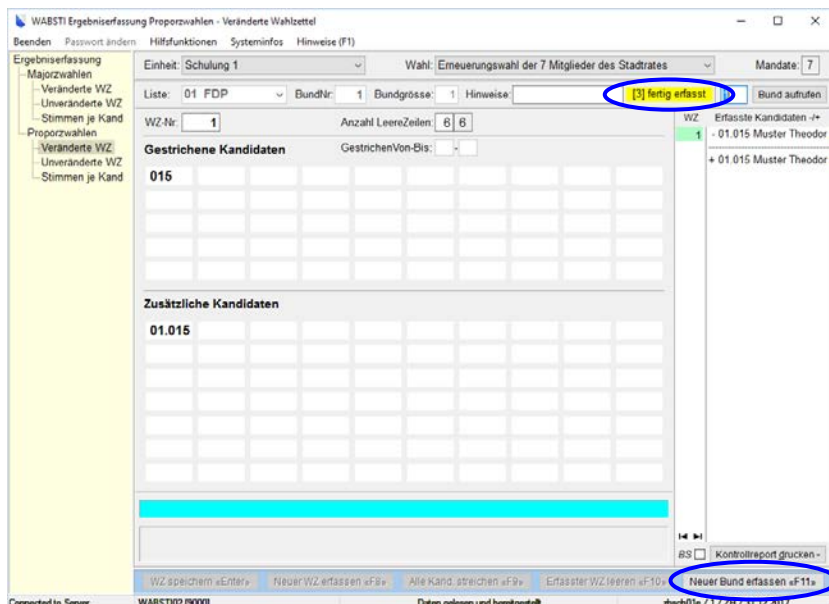 WABSTI Ergebniserfassung Proporzwahlen - Veränderte Wahlzettel
Beenden Passwort ändern Hilfsfunktionen Systeminfos Hinweise (F1)
Ergebniserfassung
Majorzwahlen
Veränderte WZ
Unveränderte WZ
Stimmen je Kand
Proporzwahlen
Veränderte WZ
Unveränderte WZ
Stimmen je Kand
Einheit: Schulung 1 Wahl: Erneuerungswahl der 7 Mitglieder des Stadtrates Mandate: 7
Liste: 01 FDP BundNr: 1 Bundgrösse: 1 Hinweise: [3] fertig erfasst Bund aufrufen
WZ-Nr: 1 Anzahl LeereZeilen: 6 6
Gestrichene Kandidaten GestrichenVon-Bis: -
015
Zusätzliche Kandidaten
01.015
WZ Erfasste Kandidaten -/+
1 - 01.015 Muster Theodor
+ 01.015 Muster Theodor
BS Kontrollreport drucken -
WZ speichern «Enter» Neuer WZ erfassen «F8» Alle Kand. streichen «F9» Erfasster WZ leeren «F10» Neuer Bund erfassen «F11»
Connected to Server WABSTI02 [9000] Daten gelesen und bereitgestellt